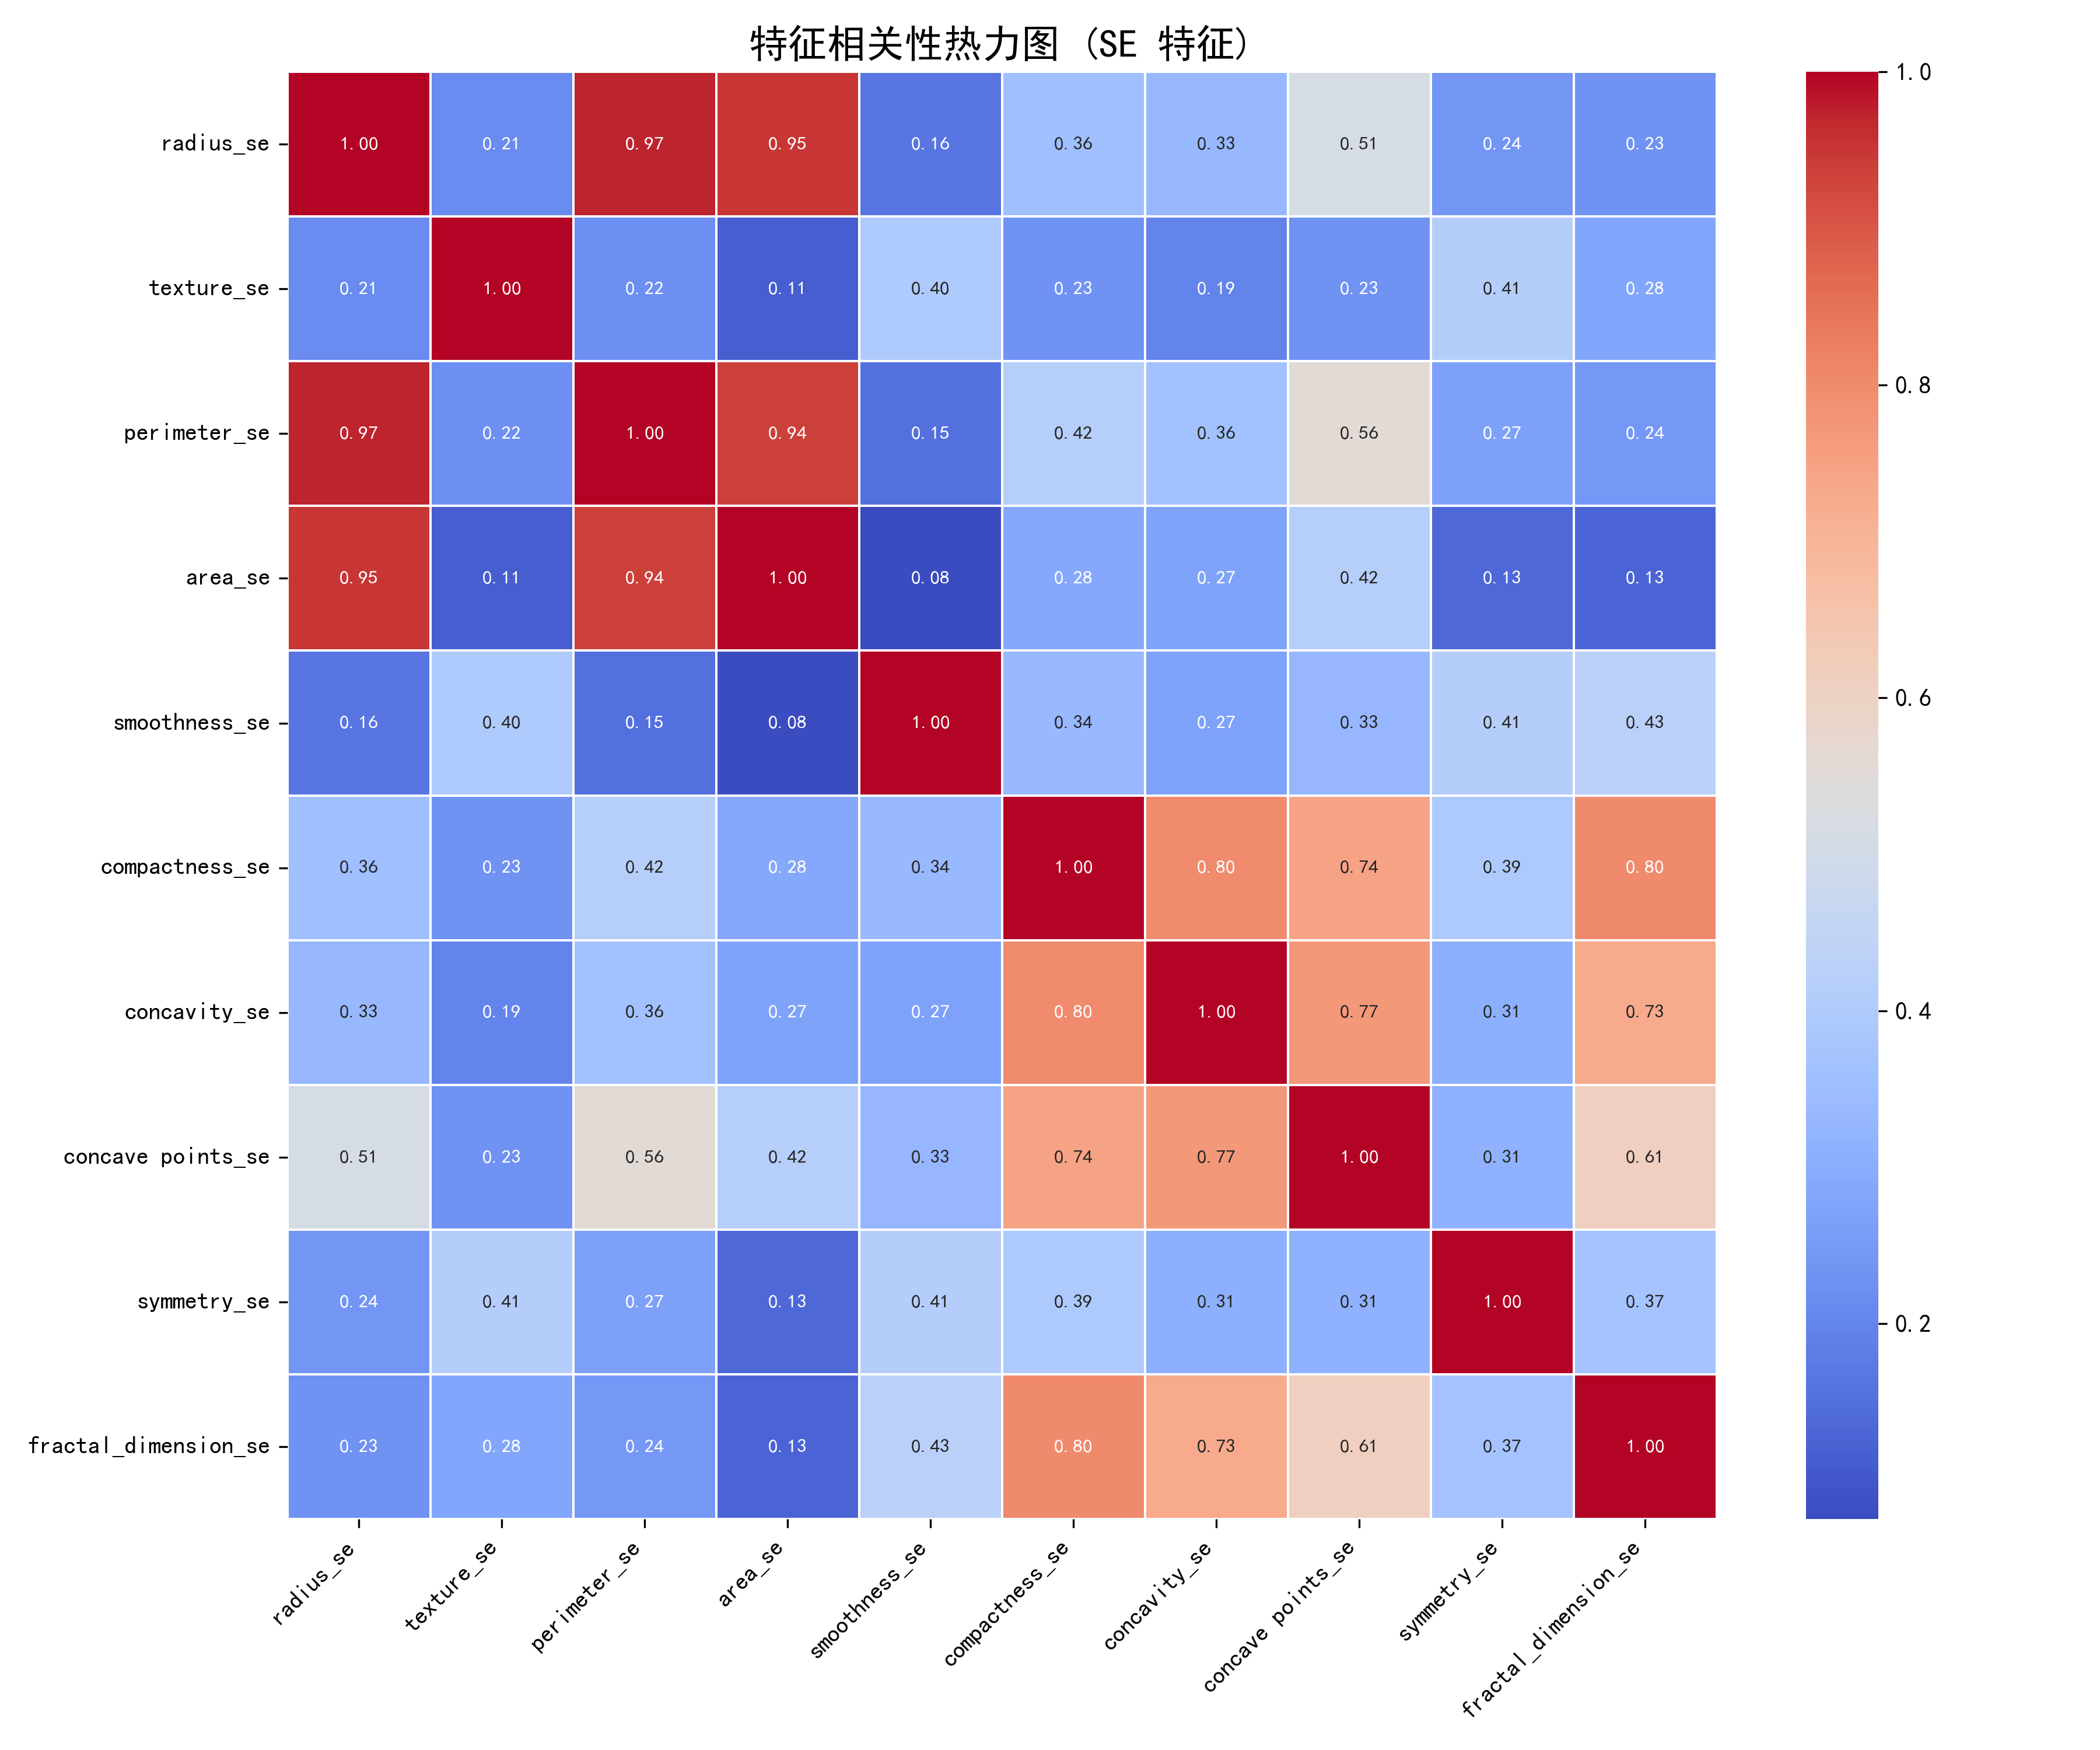 特征相关性热力图 (SE 特征)
radius_se 1.00 0.21 0.97 0.95 0.16 0.36 0.33 0.51 0.24 0.23
texture_se 0.21 1.00 0.22 0.11 0.40 0.23 0.19 0.23 0.41 0.28
perimeter_se 0.97 0.22 1.00 0.94 0.15 0.42 0.36 0.56 0.27 0.24
area_se 0.95 0.11 0.94 1.00 0.08 0.28 0.27 0.42 0.13 0.13
smoothness_se 0.16 0.40 0.15 0.08 1.00 0.34 0.27 0.33 0.41 0.43
compactness_se 0.36 0.23 0.42 0.28 0.34 1.00 0.80 0.74 0.39 0.80
concavity_se 0.33 0.19 0.36 0.27 0.27 0.80 1.00 0.77 0.31 0.73
concave points_se 0.51 0.23 0.56 0.42 0.33 0.74 0.77 1.00 0.31 0.61
symmetry_se 0.24 0.41 0.27 0.13 0.41 0.39 0.31 0.31 1.00 0.37
fractal_dimension_se 0.23 0.28 0.24 0.13 0.43 0.80 0.73 0.61 0.37 1.00
radius_se
texture_se
perimeter_se
area_se
smoothness_se
compactness_se
concavity_se
concave points_se
symmetry_se
fractal_dimension_se
1.0
0.8
0.6
0.4
0.2